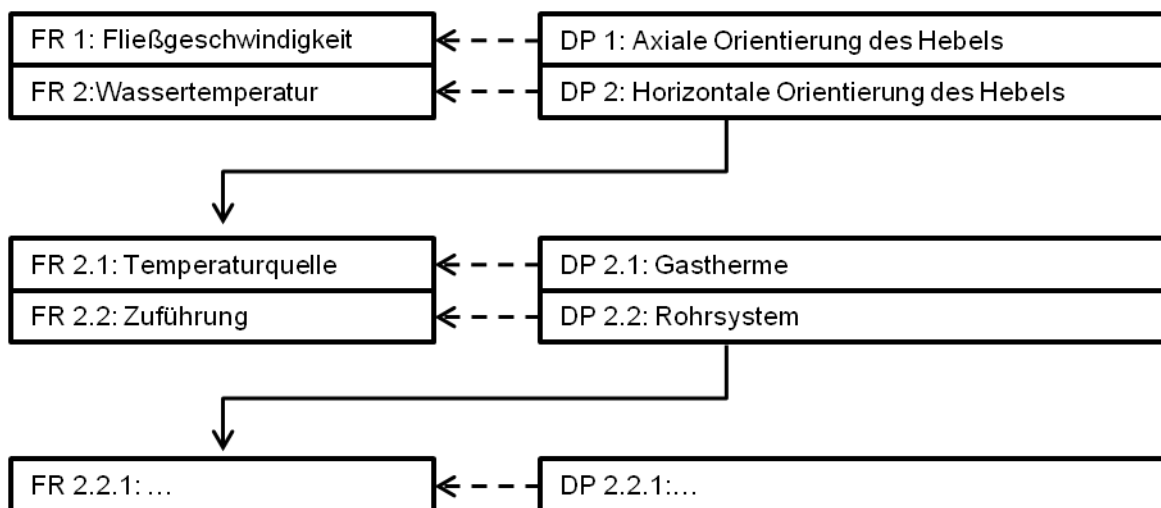 FR 1: Fließgeschwindigkeit
DP 1: Axiale Orientierung des Hebels
FR 2:Wassertemperatur
DP 2: Horizontale Orientierung des Hebels
FR 2.1: Temperaturquelle
DP 2.1: Gastherme
FR 2.2: Zuführung
DP 2.2: Rohrsystem
FR 2.2.1: …
DP 2.2.1:…